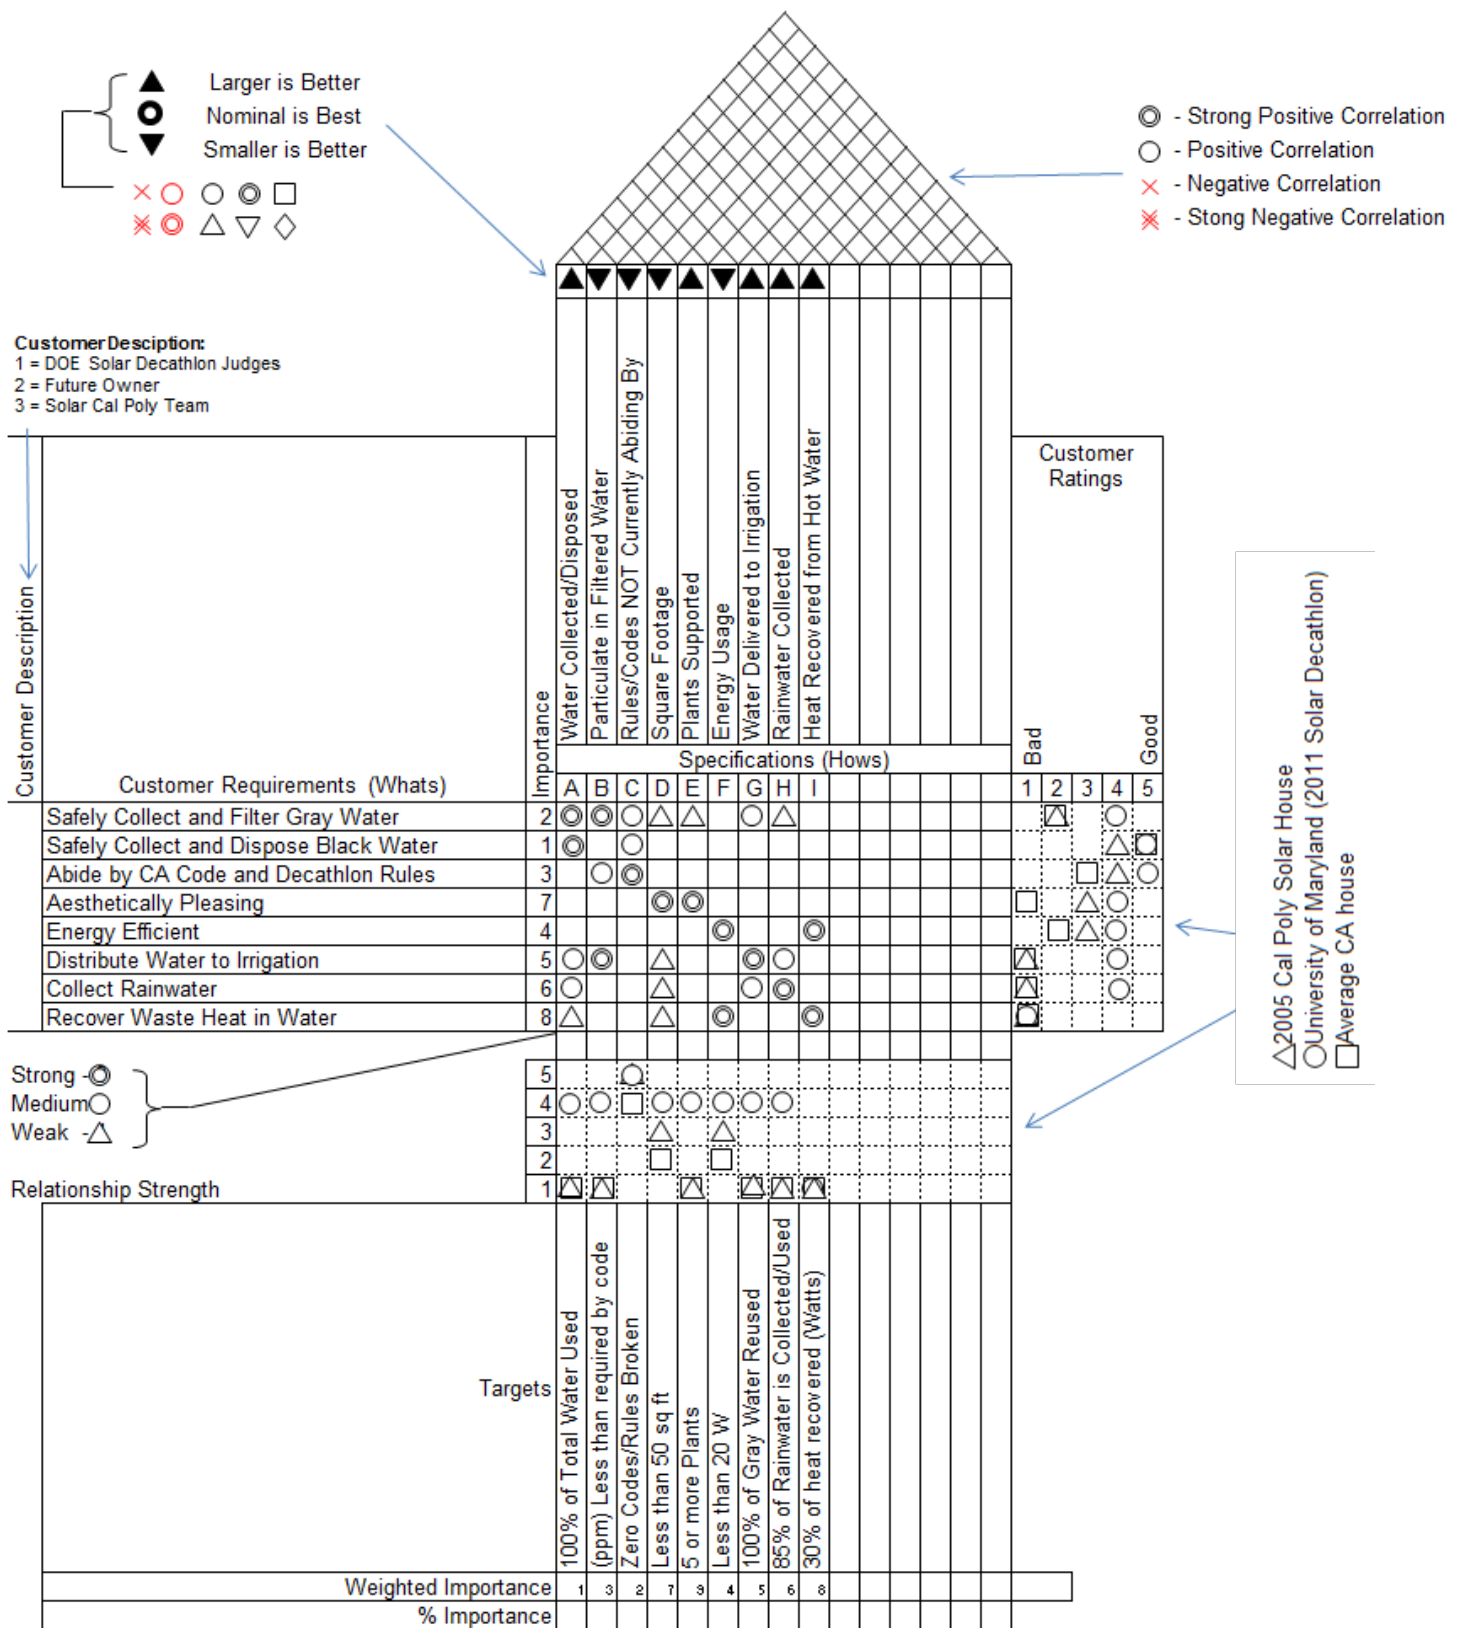 Larger is Better
Nominal is Best
Smaller is Better
- Strong Positive Correlation
- Positive Correlation
- Negative Correlation
- Stong Negative Correlation
CustomerDesciption:
1 = DOE Solar Decathlon Judges
2 = Future Owner
3 = Solar Cal Poly Team
Customer Description
Customer Requirements (Whats)
Importance
Water Collected/Disposed
Particulate in Filtered Water
Rules/Codes NOT Currently Abiding By
Square Footage
Plants Supported
Energy Usage
Water Delivered to Irrigation
Rainwater Collected
Heat Recovered from Hot Water
Customer
Ratings
Bad
Good
Specifications (Hows)
A B C D E F G H I
1 2 3 4 5
Safely Collect and Filter Gray Water 2
Safely Collect and Dispose Black Water 1
Abide by CA Code and Decathlon Rules 3
Aesthetically Pleasing 7
Energy Efficient 4
Distribute Water to Irrigation 5
Collect Rainwater 6
Recover Waste Heat in Water 8
2005 Cal Poly Solar House
University of Maryland (2011 Solar Decathlon)
Average CA house
Strong -
Medium
Weak -
Relationship Strength
5
4
3
2
1
Targets
100% of Total Water Used
(ppm) Less than required by code
Zero Codes/Rules Broken
Less than 50 sq ft
5 or more Plants
Less than 20 W
100% of Gray Water Reused
85% of Rainwater is Collected/Used
30% of heat recovered (Watts)
Weighted Importance 1 3 2 7 9 4 5 6 8
% Importance